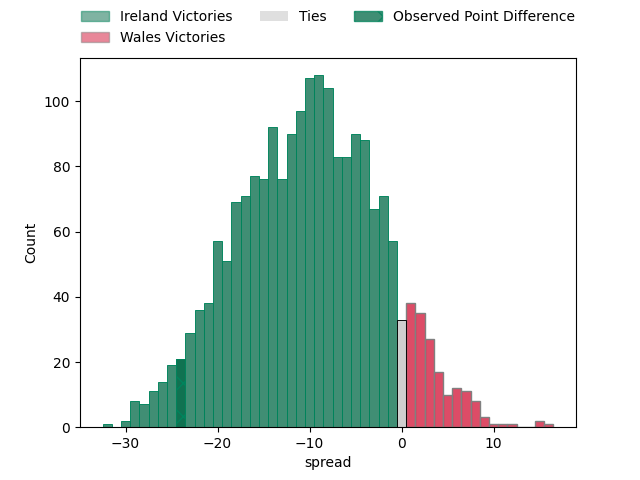 Ireland Victories
Ties
Observed Point Difference
Wales Victories
Count
100
80
60
40
20
0
−30
−20
−10
0
10
spread